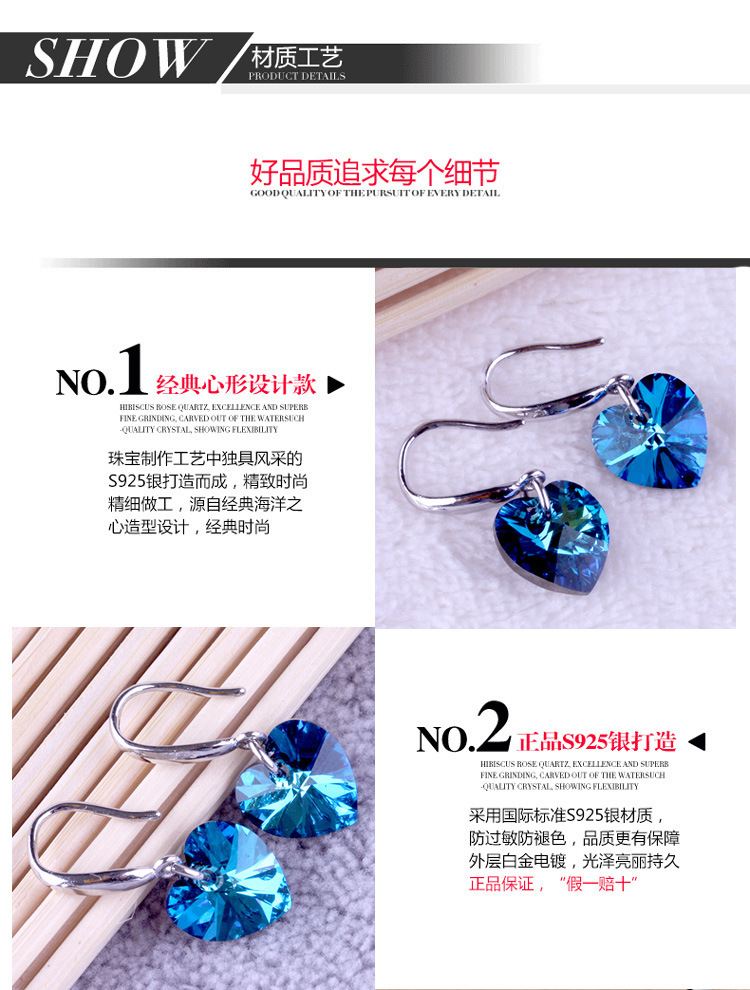 SHOW
材质工艺
PRODUCT DETAILS
好品质追求每个细节
GOOD QUALITY OF THE PURSUIT OF EVERY DETAIL
NO.1 经典心形设计款
HIBISCUS ROSE QUARTZ, EXCELLENCE AND SUPERB
FINE GRINDING, CARVED OUT OF THE WATERSUCH
-QUALITY CRYSTAL, SHOWING FLEXIBILITY
珠宝制作工艺中独具风采的
S925银打造而成，精致时尚
精细做工，源自经典海洋之
心造型设计，经典时尚
NO.2 正品S925银打造
HIBISCUS ROSE QUARTZ, EXCELLENCE AND SUPERB
FINE GRINDING, CARVED OUT OF THE WATERSUCH
-QUALITY CRYSTAL, SHOWING FLEXIBILITY
采用国际标准S925银材质，
防过敏防褪色，品质更有保障
外层白金电镀，光泽亮丽持久
正品保证，“假一赔十”